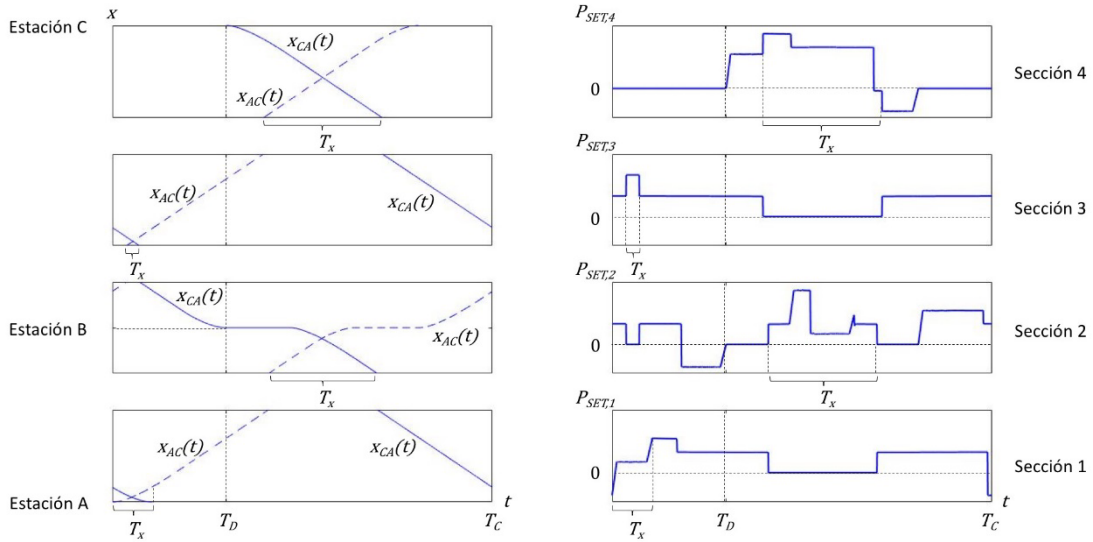 x
P_SET,4
Estación C
x_CA(t)
x_AC(t)
0
Sección 4
T_x
T_x
P_SET,3
x_AC(t)
x_CA(t)
0
Sección 3
T_x
T_x
P_SET,2
x_CA(t)
Estación B
x_AC(t)
0
Sección 2
T_x
T_x
P_SET,1
x_AC(t)
x_CA(t)
0
Sección 1
Estación A
t
T_x
T_D
T_C
T_x
T_D
T_C